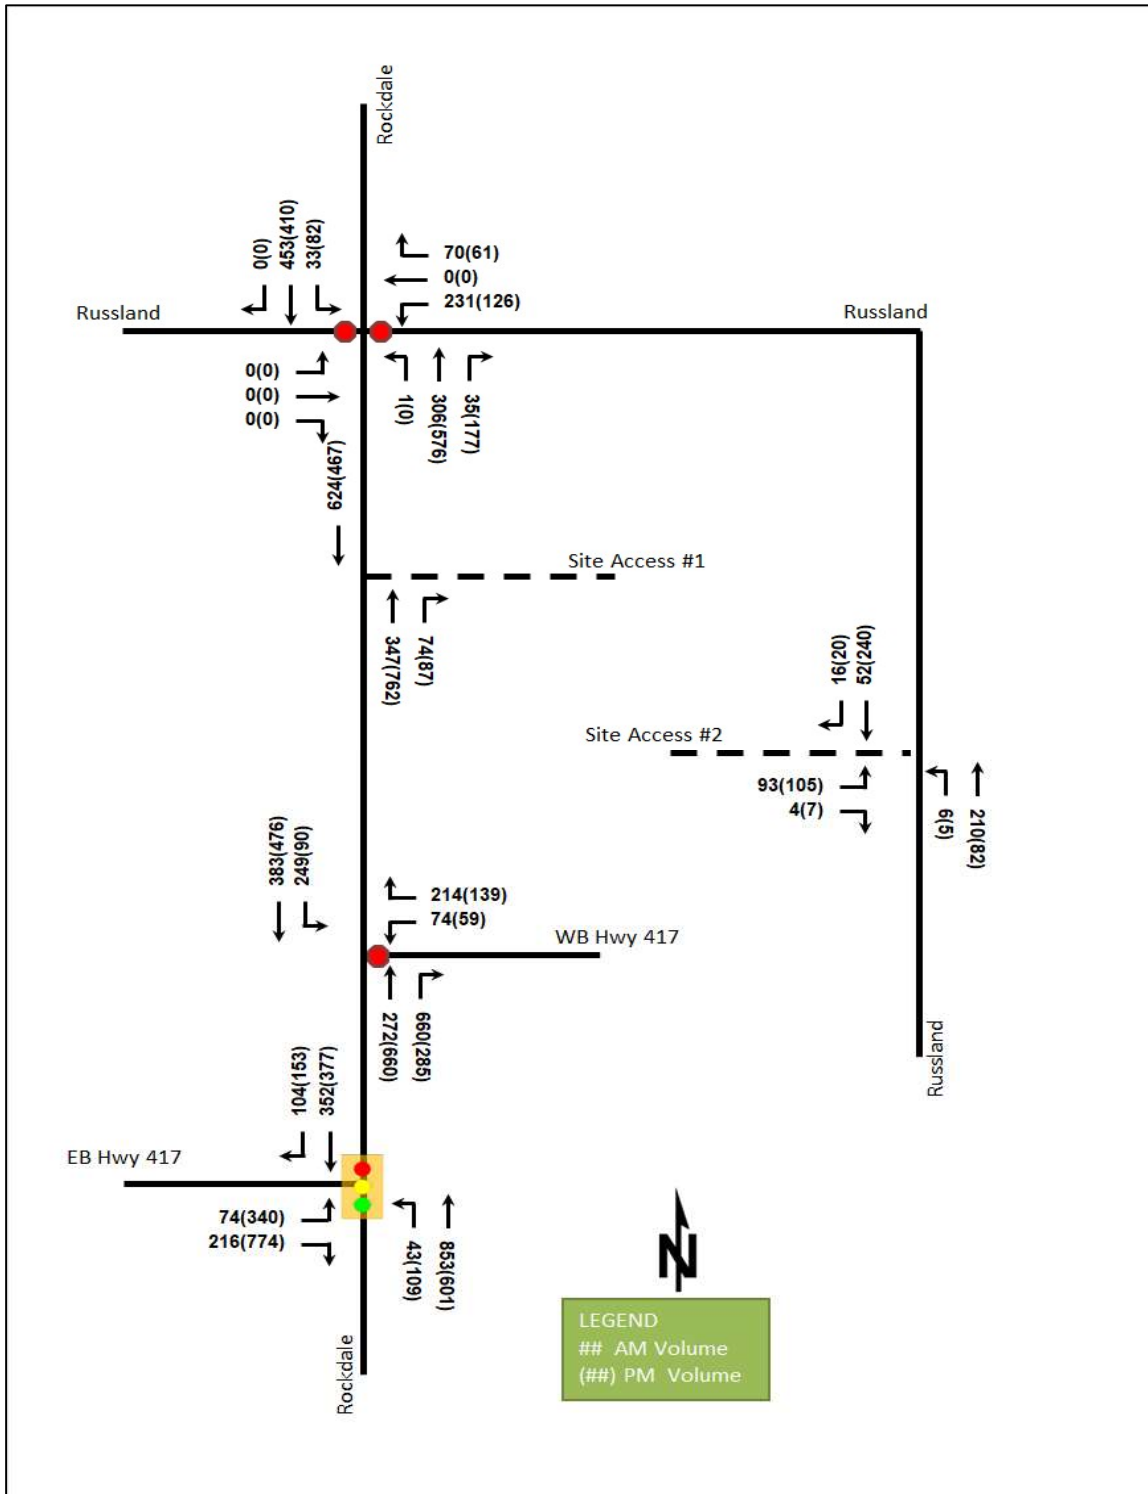 Rockdale
0(0)
453(410)
33(82)
70(61)
0(0)
231(126)
Russland
Russland
0(0)
0(0)
0(0)
1(0)
306(576)
35(177)
624(467)
Site Access #1
347(762)
74(87)
16(20)
52(240)
Site Access #2
93(105)
4(7)
6(5)
210(82)
383(476)
249(90)
214(139)
74(59)
WB Hwy 417
272(660)
660(285)
Russland
104(153)
352(377)
EB Hwy 417
74(340)
216(774)
43(109)
853(601)
N
Rockdale
LEGEND
## AM Volume
(##) PM Volume